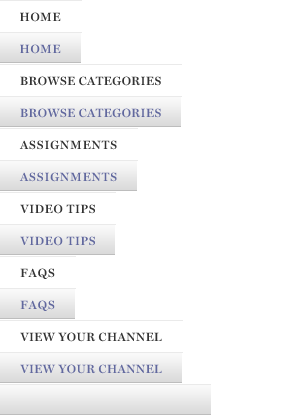 HOME
HOME
BROWSE CATEGORIES
BROWSE CATEGORIES
ASSIGNMENTS
ASSIGNMENTS
VIDEO TIPS
VIDEO TIPS
FAQS
FAQS
VIEW YOUR CHANNEL
VIEW YOUR CHANNEL